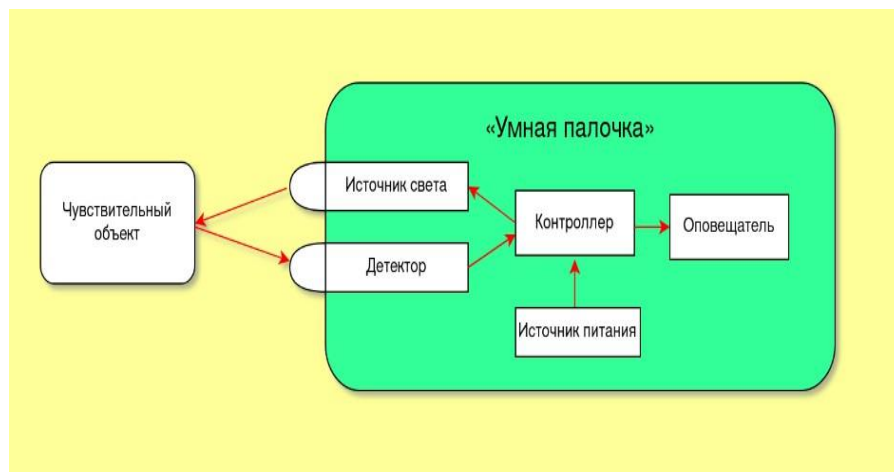 «Умная палочка»
Источник света
Чувствительный
объект
Контроллер
Оповещатель
Детектор
Источник питания